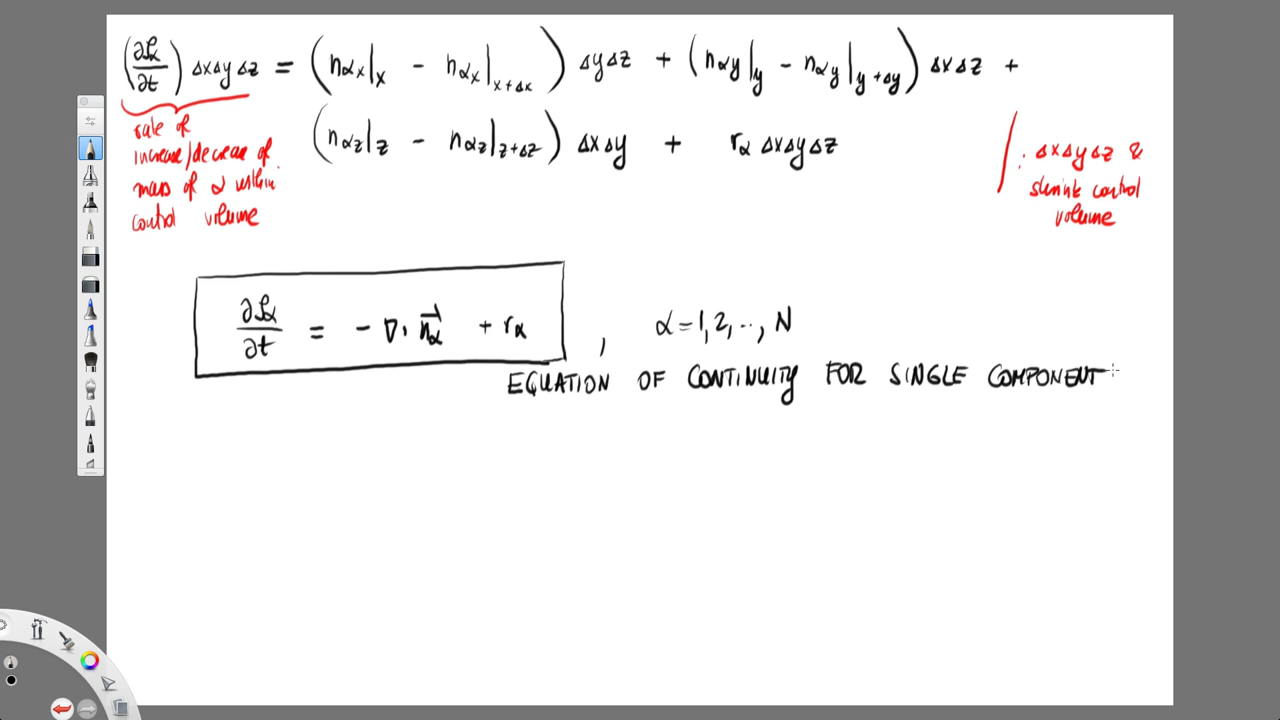 (∂ρα/∂t) ΔxΔyΔz = (nαx|x - nαx|x+Δx) ΔyΔz + (nαy|y - nαy|y+Δy) ΔxΔz +
(nαz|z - nαz|z+Δz) ΔxΔy + rα ΔxΔyΔz
rate of
increase/decrease of
mass of α within
control volume
/ : ΔxΔyΔz &
shrink control
volume
∂ρα/∂t = - ∇· n⃗α + rα , α=1,2,..., N
EQUATION OF CONTINUITY FOR SINGLE COMPONENT